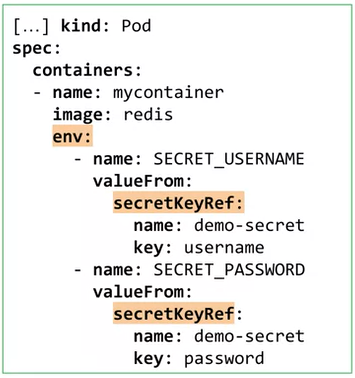 [...] kind: Pod
spec:
  containers:
  - name: mycontainer
    image: redis
    env:
      - name: SECRET_USERNAME
        valueFrom:
          secretKeyRef:
            name: demo-secret
            key: username
      - name: SECRET_PASSWORD
        valueFrom:
          secretKeyRef:
            name: demo-secret
            key: password